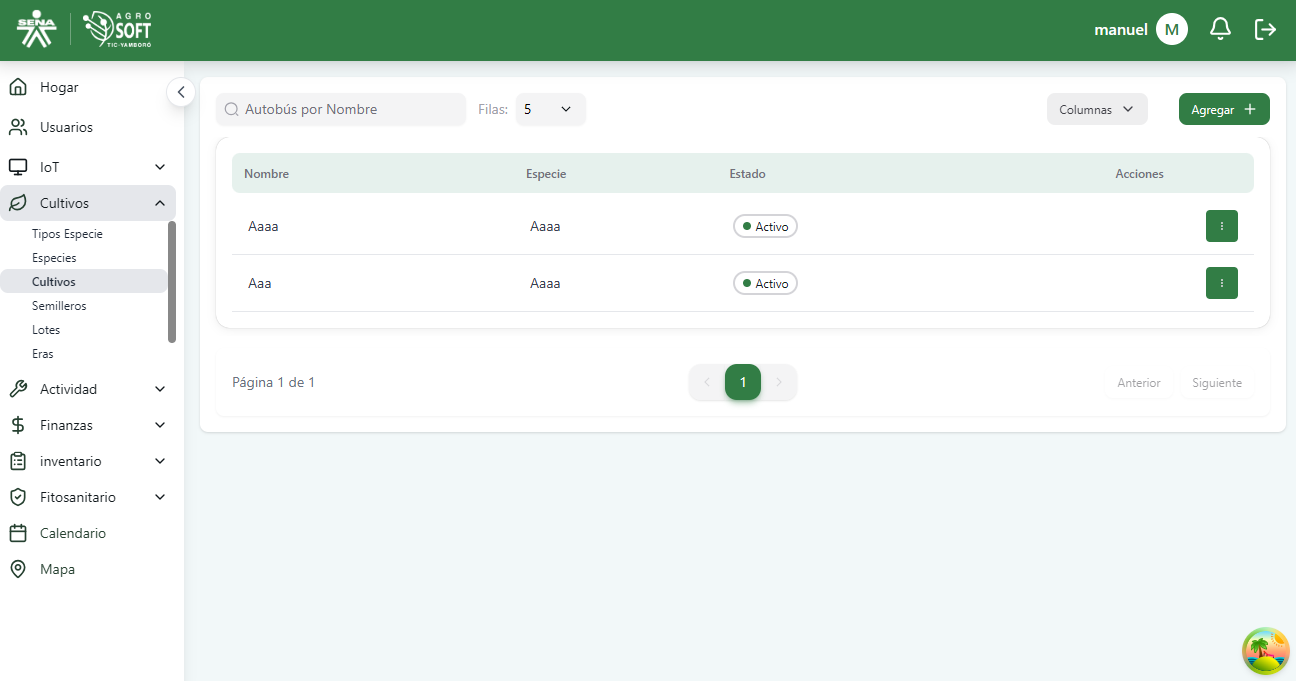 SENA
AGRO
SOFT
TIC-YAMBORÓ
manuel M
Hogar
Usuarios
IoT
Cultivos
Tipos Especie
Especies
Cultivos
Semilleros
Lotes
Eras
Actividad
Finanzas
inventario
Fitosanitario
Calendario
Mapa
Autobús por Nombre Filas: 5 Columnas Agregar +
Nombre Especie Estado Acciones
Aaaa Aaaa Activo
Aaa Aaaa Activo
Página 1 de 1 1 Anterior Siguiente